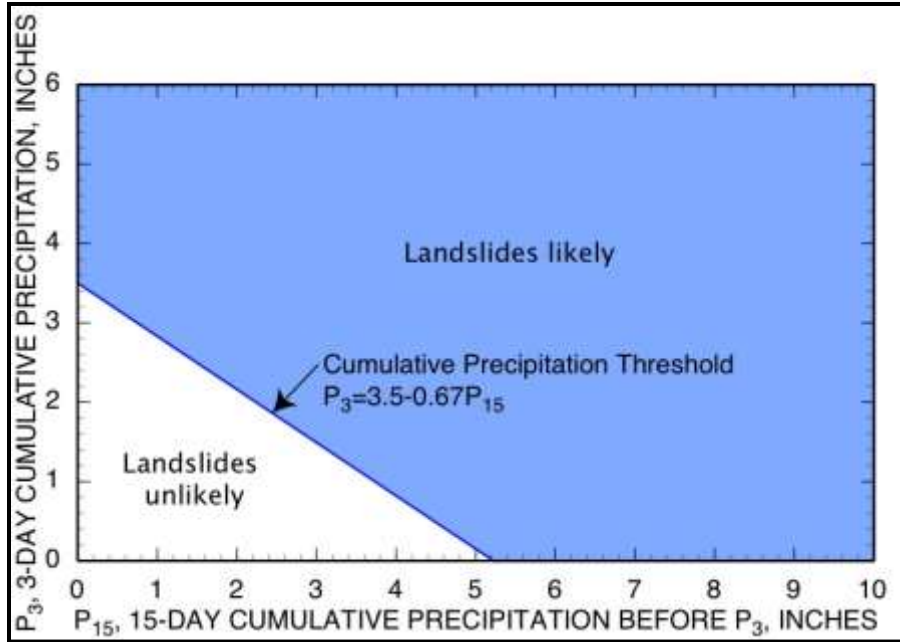 P3, 3-DAY CUMULATIVE PRECIPITATION, INCHES
6
5
4
3
2
1
0
Landslides likely
Cumulative Precipitation Threshold
P3=3.5-0.67P15
Landslides
unlikely
0 1 2 3 4 5 6 7 8 9 10
P15, 15-DAY CUMULATIVE PRECIPITATION BEFORE P3, INCHES